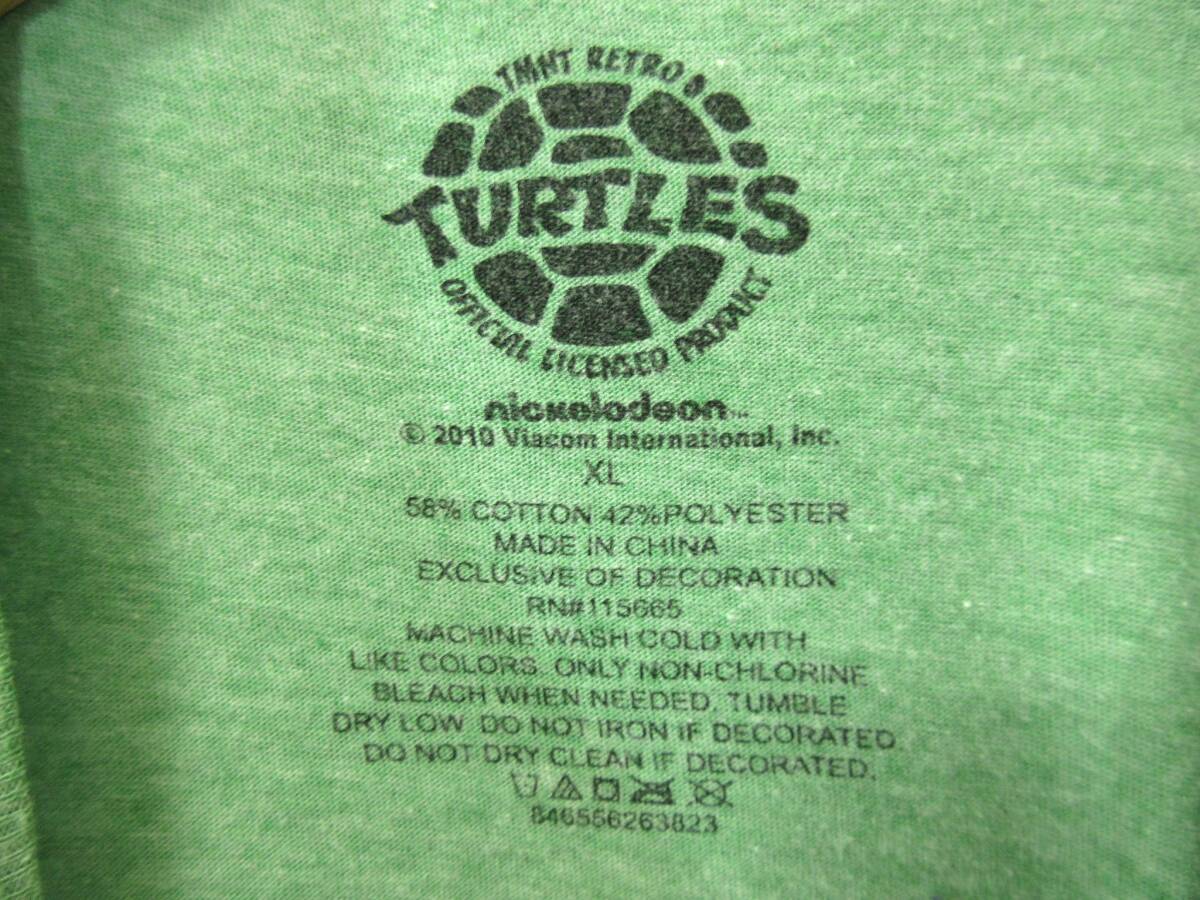 TMNT RETRO
TURTLES
OFFICIAL LICENSED PRODUCT
nickelodeon™
© 2010 Viacom International, Inc.
XL
58% COTTON 42%POLYESTER
MADE IN CHINA
EXCLUSIVE OF DECORATION
RN#115665
MACHINE WASH COLD WITH
LIKE COLORS. ONLY NON-CHLORINE
BLEACH WHEN NEEDED. TUMBLE
DRY LOW. DO NOT IRON IF DECORATED.
DO NOT DRY CLEAN IF DECORATED.
846556263823